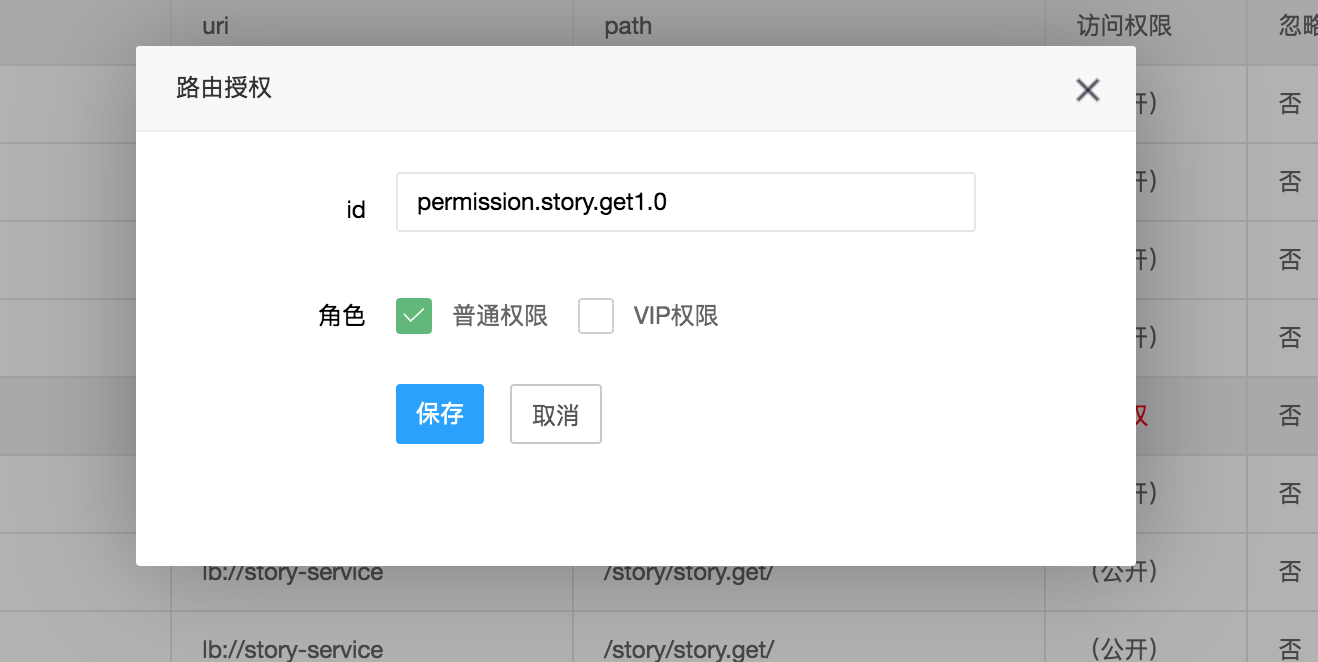 uri path 访问权限 忽略
路由授权
开) 否
开) 否
id permission.story.get1.0
开) 否
角色 普通权限 VIP权限
开) 否
保存 取消
权 否
开) 否
lb://story-service /story/story.get/ (公开) 否
lb://story-service /story/story.get/ (公开) 否